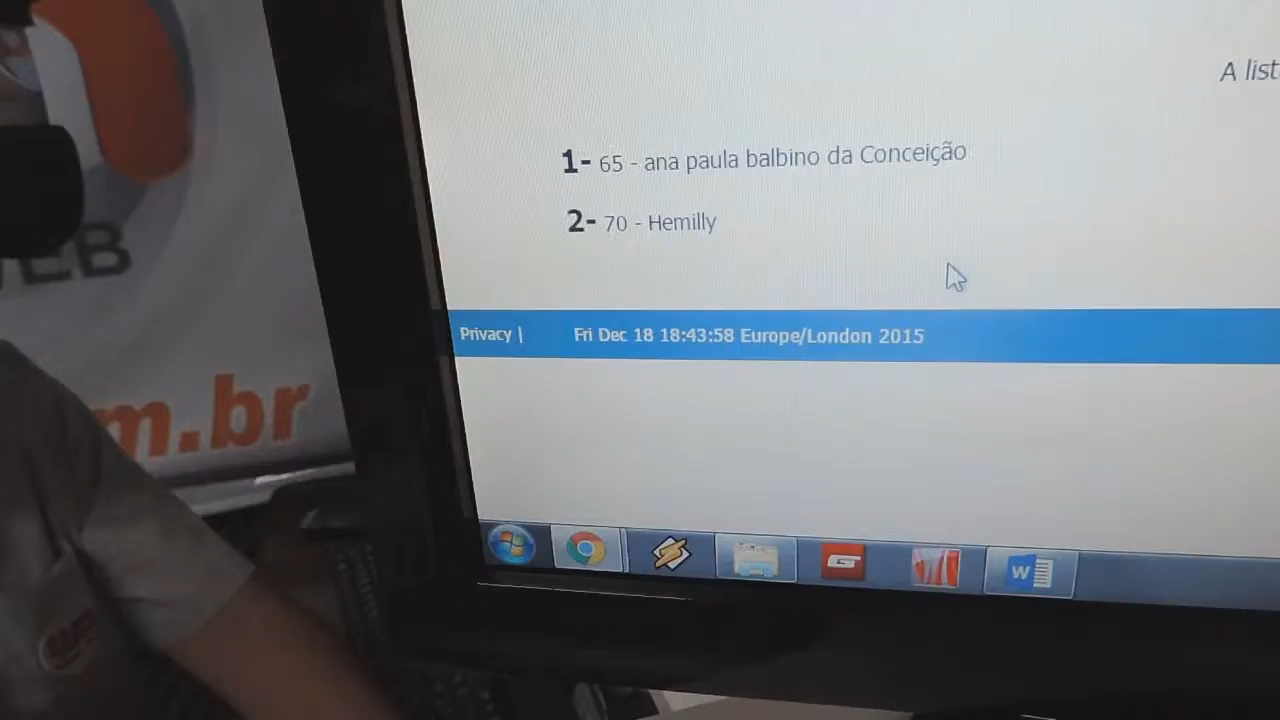 A list
1- 65 - ana paula balbino da Conceição
2- 70 - Hemilly
Privacy | Fri Dec 18 18:43:58 Europe/London 2015
EB
m.br
W